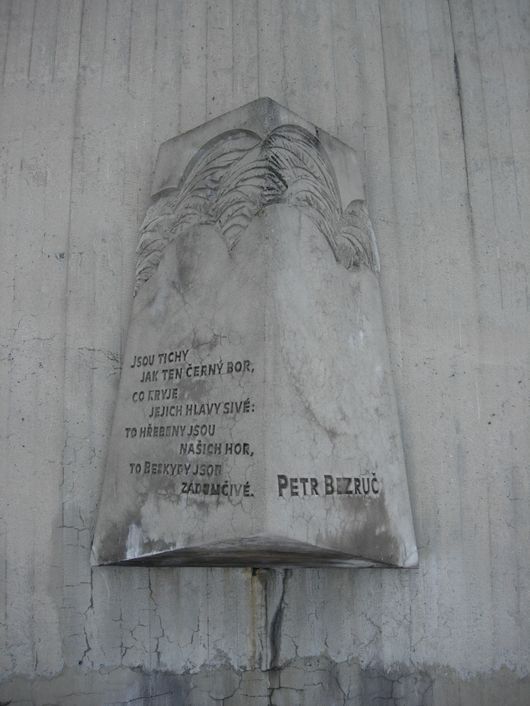 JSOU TICHY
JAK TEN ČERNÝ BOR,
CO KRYJE
JEJICH HLAVY SIVÉ:
TO HŘEBENY JSOU
NAŠICH HOR,
TO BESKYDY JSOU
ZÁDUMČIVÉ.
PETR BEZRUČ